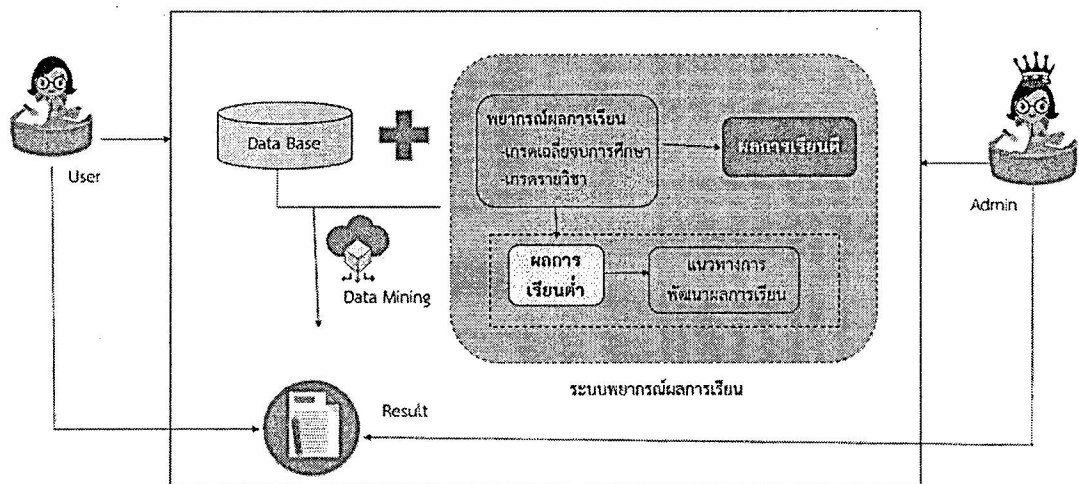 User
Data Base
พยากรณ์ผลการเรียน
-เกรดเฉลี่ยจบการศึกษา
-เกรดรายวิชา
ผลการเรียนดี
Admin
ผลการ
เรียนต่ำ
แนวทางการ
พัฒนาผลการเรียน
Data Mining
ระบบพยากรณ์ผลการเรียน
Result